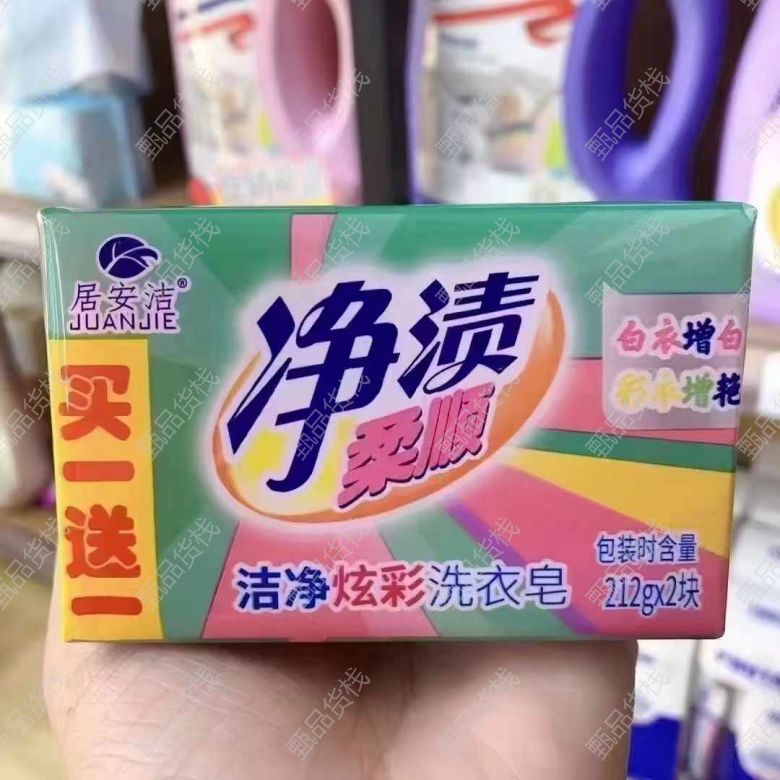 居安洁®
JUANJIE
买一送一
净渍
柔顺
白衣增白
彩衣增艳
洁净炫彩洗衣皂
包装时含量
212gx2块
甄品货栈